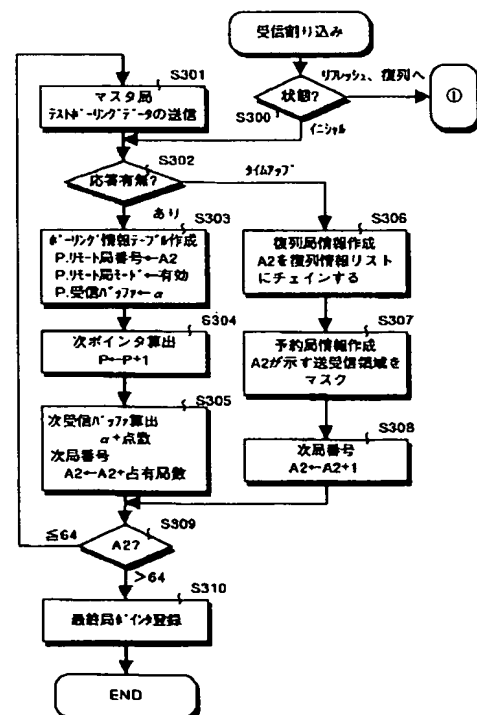 受信割り込み
S301
マスタ局
テストポーリングデータの送信
状態?
リフレッシュ、復列へ
①
S300
イニシャル
S302
応答有無?
タイムアップ
あり
S303
ポーリング情報テーブル作成
P.リモート局番号←A2
P.リモート局モード←有効
P.受信バッファ←α
S306
復列局情報作成
A2を復列情報リスト
にチェインする
S304
次ポインタ算出
P←P+1
S307
予約局情報作成
A2が示す送受信領域を
マスク
S305
次受信バッファ算出
α+点数
次局番号
A2←A2+占有局数
S308
次局番号
A2←A2+1
S309
≦64
A2?
>64
S310
最終局ポインタ登録
END